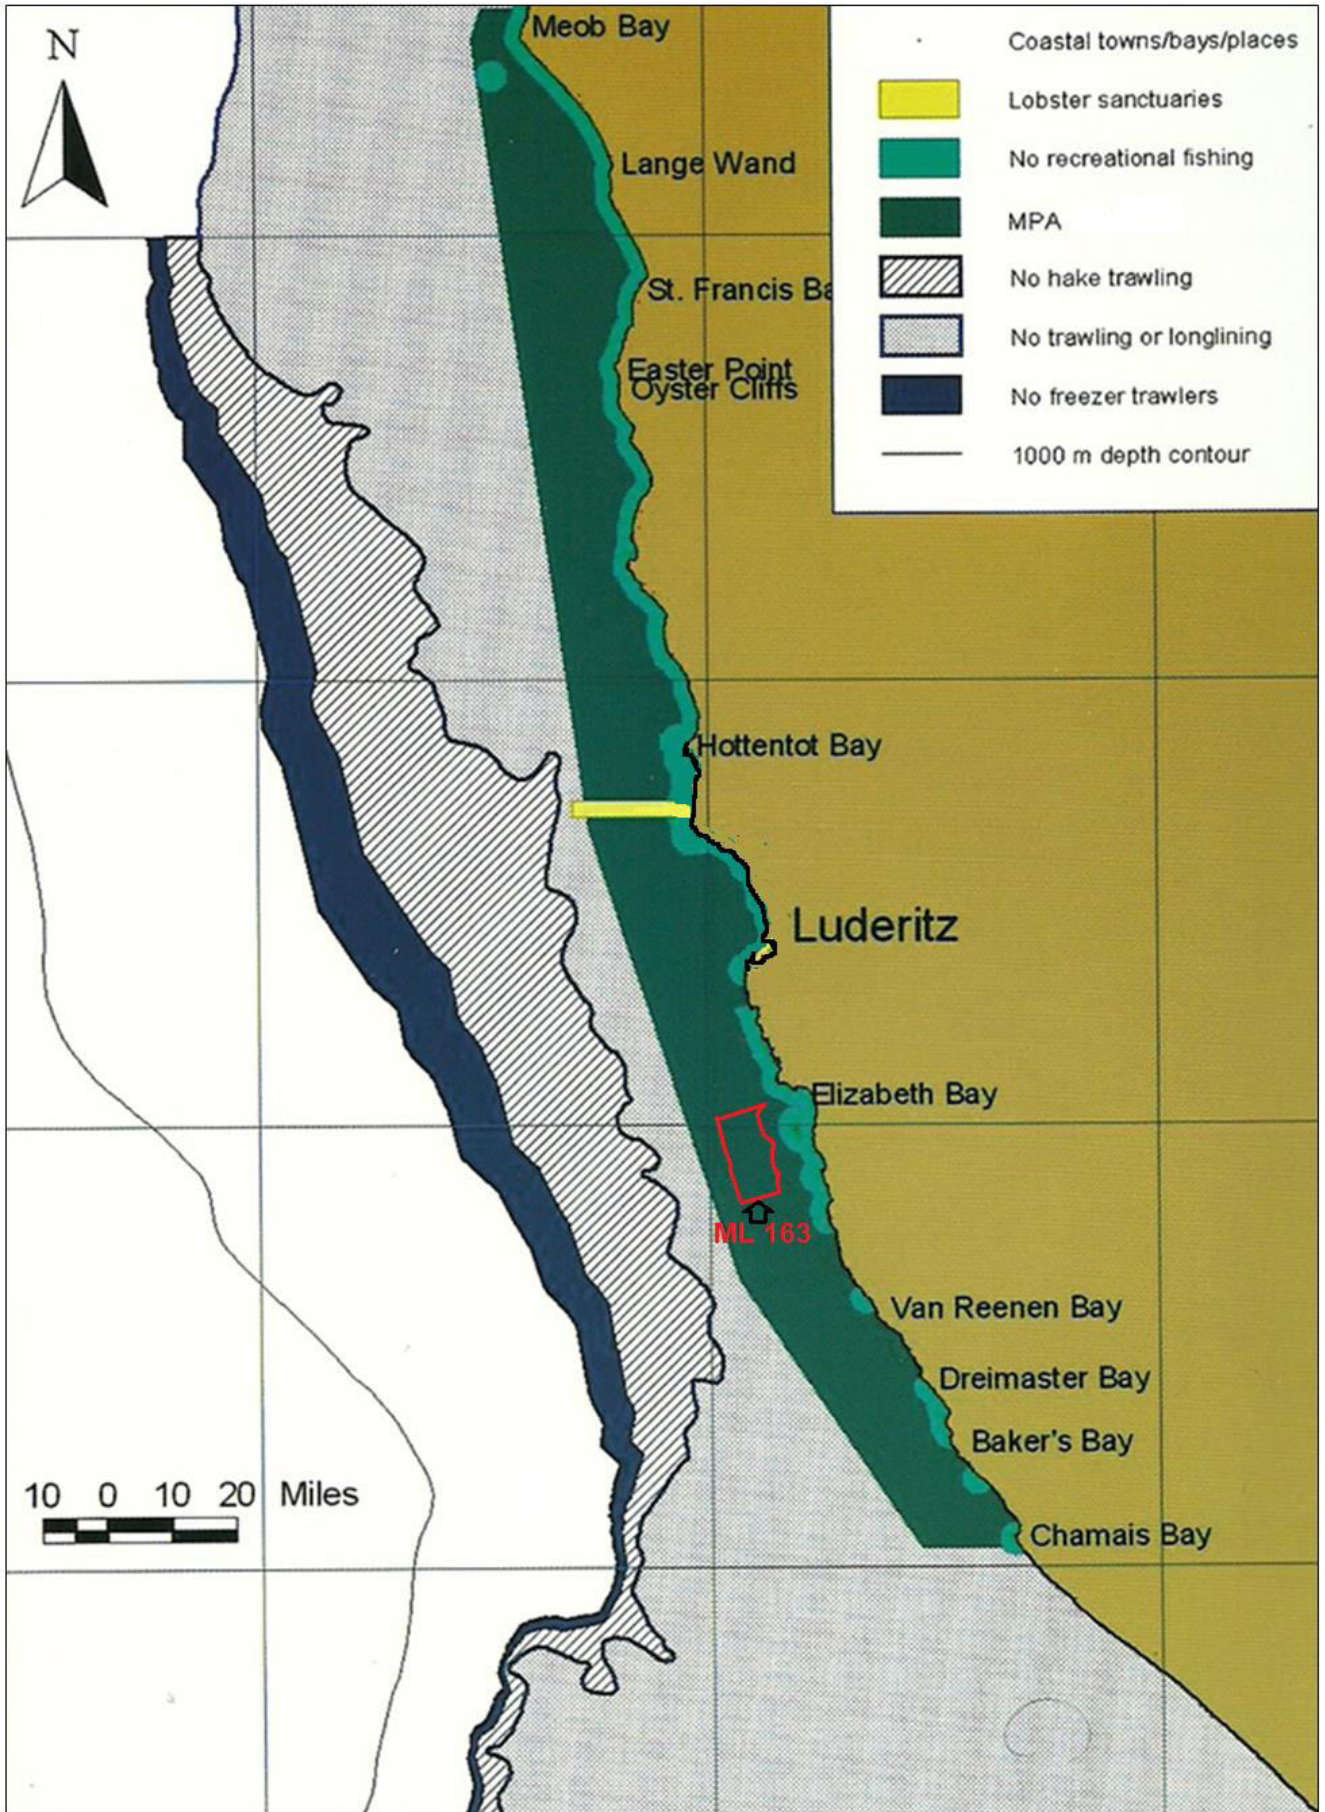 N
Meob Bay
Lange Wand
St. Francis Ba
Easter Point
Oyster Cliffs
Hottentot Bay
Luderitz
Elizabeth Bay
ML 163
Van Reenen Bay
Dreimaster Bay
Baker's Bay
Chamais Bay
10 0 10 20 Miles
Coastal towns/bays/places
Lobster sanctuaries
No recreational fishing
MPA
No hake trawling
No trawling or longlining
No freezer trawlers
1000 m depth contour